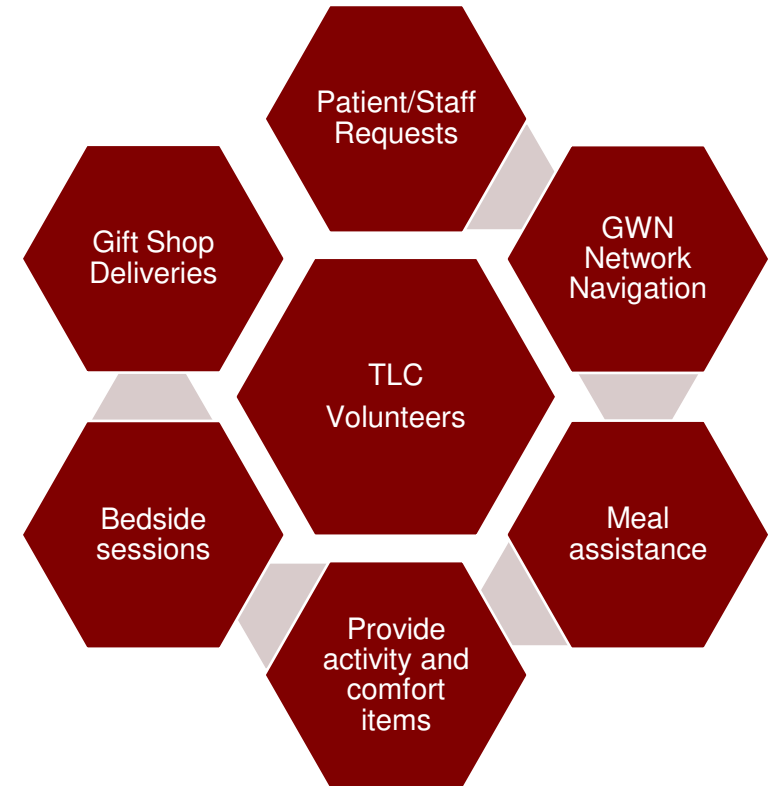 Patient/Staff
Requests
Gift Shop
Deliveries
GWN
Network
Navigation
TLC
Volunteers
Bedside
sessions
Meal
assistance
Provide
activity and
comfort
items